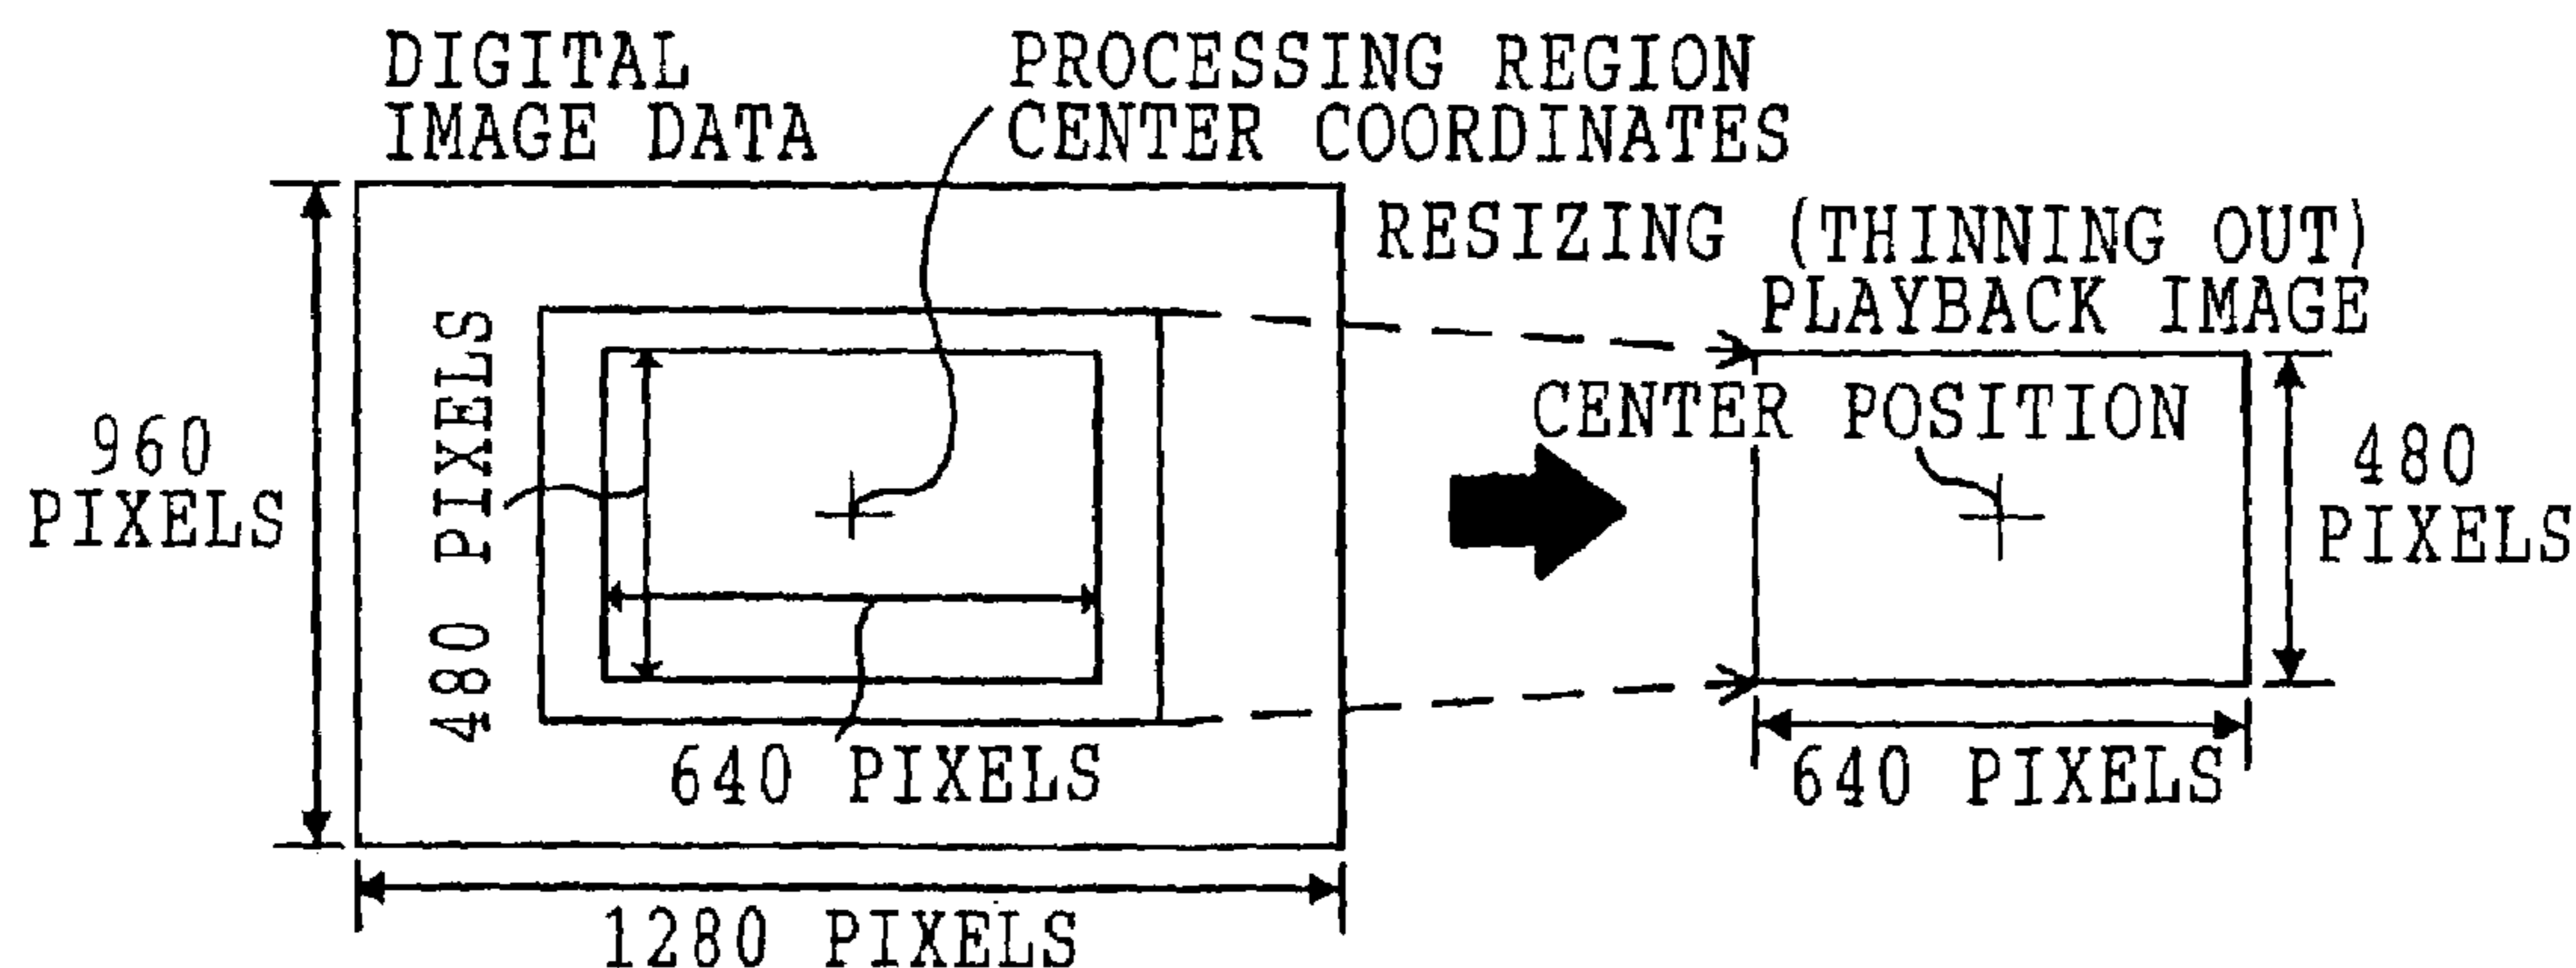 DIGITAL
IMAGE DATA
PROCESSING REGION
CENTER COORDINATES
RESIZING (THINNING OUT)
PLAYBACK IMAGE
CENTER POSITION
960
PIXELS
480 PIXELS
640 PIXELS
1280 PIXELS
480
PIXELS
640 PIXELS